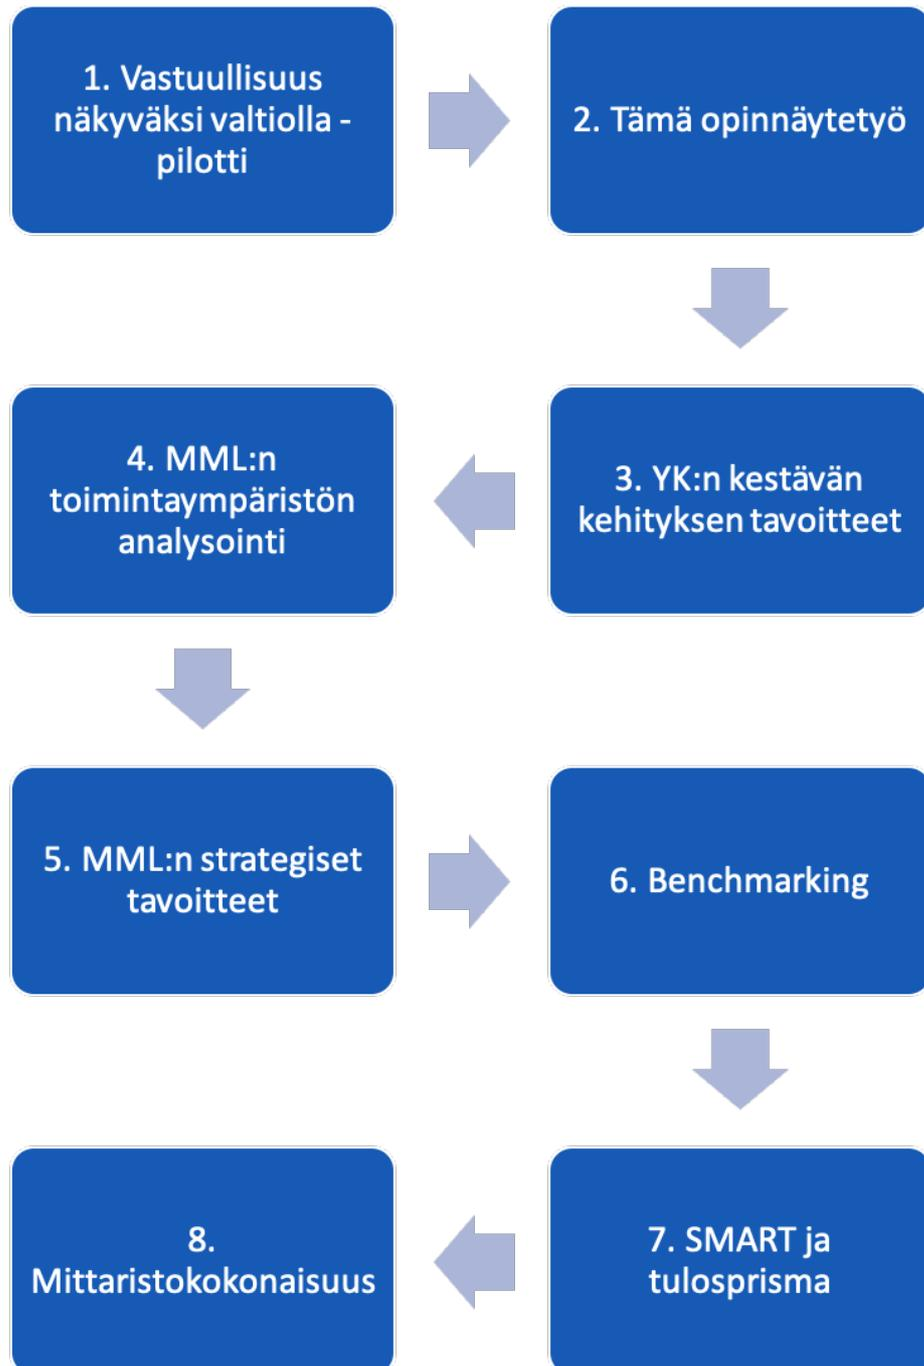 1. Vastuullisuus
näkyväksi valtiolla -
pilotti
2. Tämä opinnäytetyö
3. YK:n kestävän
kehityksen tavoitteet
4. MML:n
toimintaympäristön
analysointi
5. MML:n strategiset
tavoitteet
6. Benchmarking
7. SMART ja
tulosprisma
8.
Mittaristokokonaisuus